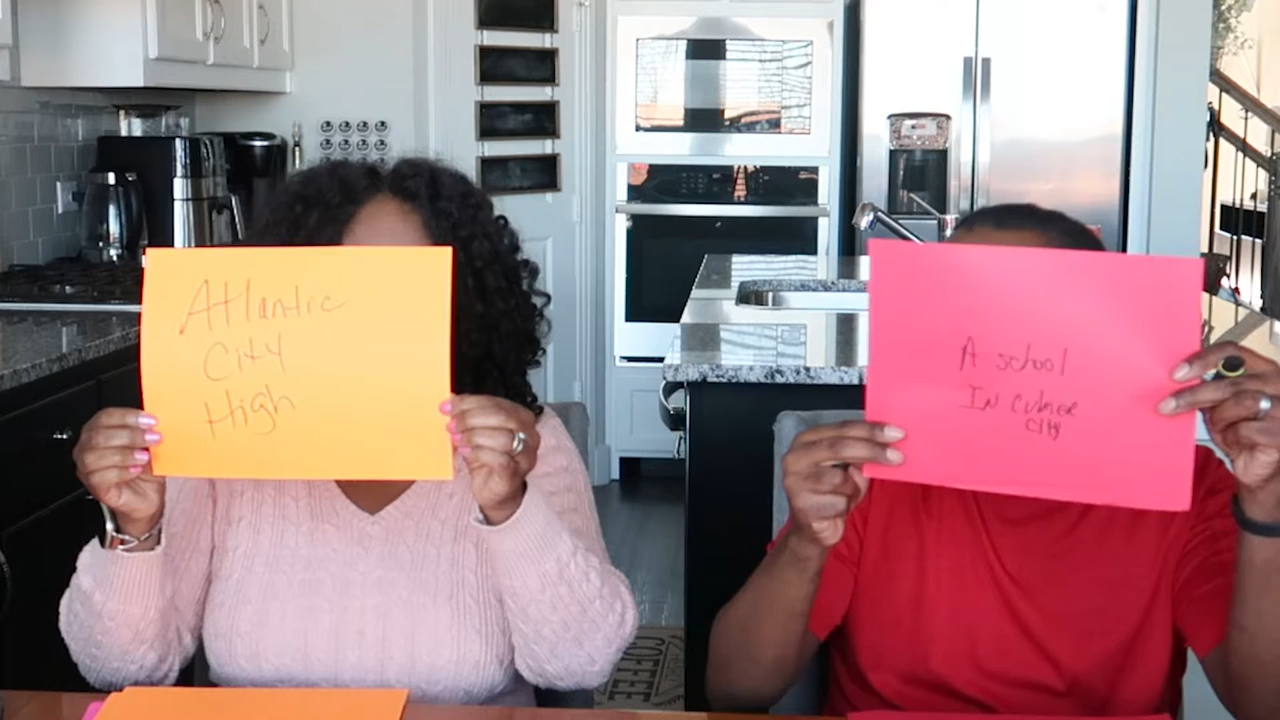 Atlantic
City
High
A school
IN Culver
City
COFFEE